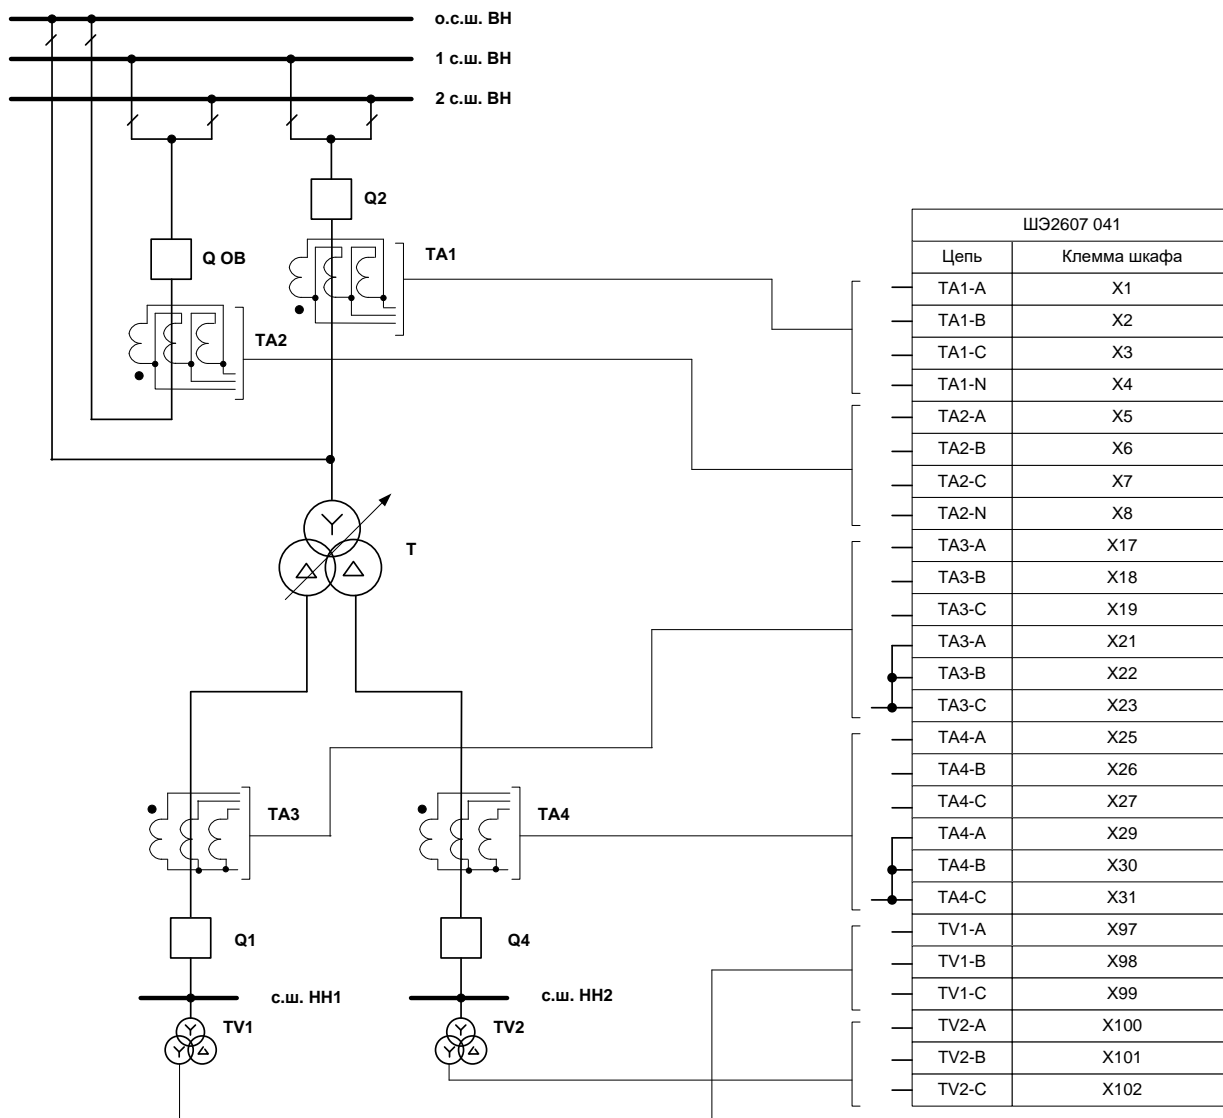 о.с.ш. ВН
1 с.ш. ВН
2 с.ш. ВН
Q2
Q ОВ
TA1
TA2
T
TA3
TA4
Q1
Q4
с.ш. НН1
с.ш. НН2
TV1
TV2
ШЭ2607 041
Цепь Клемма шкафа
TA1-A X1
TA1-B X2
TA1-C X3
TA1-N X4
TA2-A X5
TA2-B X6
TA2-C X7
TA2-N X8
TA3-A X17
TA3-B X18
TA3-C X19
TA3-A X21
TA3-B X22
TA3-C X23
TA4-A X25
TA4-B X26
TA4-C X27
TA4-A X29
TA4-B X30
TA4-C X31
TV1-A X97
TV1-B X98
TV1-C X99
TV2-A X100
TV2-B X101
TV2-C X102